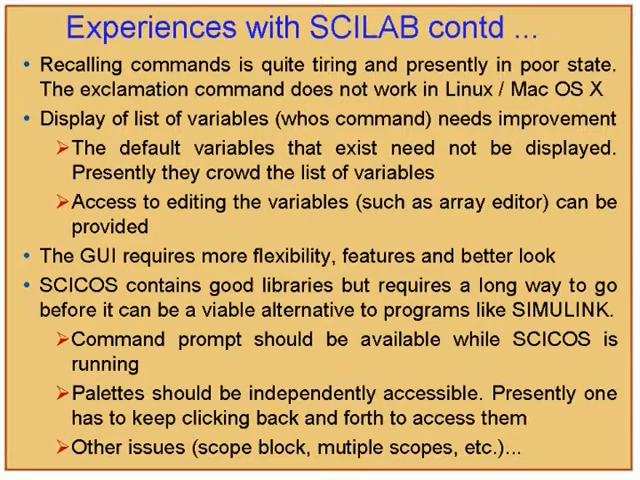 Experiences with SCILAB contd ...
• Recalling commands is quite tiring and presently in poor state.
The exclamation command does not work in Linux / Mac OS X
• Display of list of variables (whos command) needs improvement
➢The default variables that exist need not be displayed.
Presently they crowd the list of variables
➢Access to editing the variables (such as array editor) can be
provided
• The GUI requires more flexibility, features and better look
• SCICOS contains good libraries but requires a long way to go
before it can be a viable alternative to programs like SIMULINK.
➢Command prompt should be available while SCICOS is
running
➢Palettes should be independently accessible. Presently one
has to keep clicking back and forth to access them
➢Other issues (scope block, mutiple scopes, etc.)...